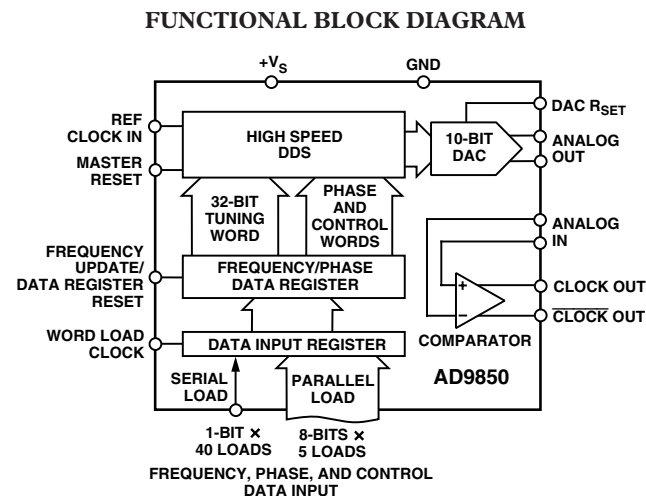 FUNCTIONAL BLOCK DIAGRAM
+VS
GND
REF
CLOCK IN
MASTER
RESET
FREQUENCY
UPDATE/
DATA REGISTER
RESET
WORD LOAD
CLOCK
HIGH SPEED
DDS
32-BIT
TUNING
WORD
PHASE
AND
CONTROL
WORDS
FREQUENCY/PHASE
DATA REGISTER
DATA INPUT REGISTER
SERIAL
LOAD
PARALLEL
LOAD
10-BIT
DAC
DAC RSET
ANALOG
OUT
ANALOG
IN
+
–
CLOCK OUT
CLOCK OUT
COMPARATOR
AD9850
1-BIT ×
40 LOADS
8-BITS ×
5 LOADS
FREQUENCY, PHASE, AND CONTROL
DATA INPUT